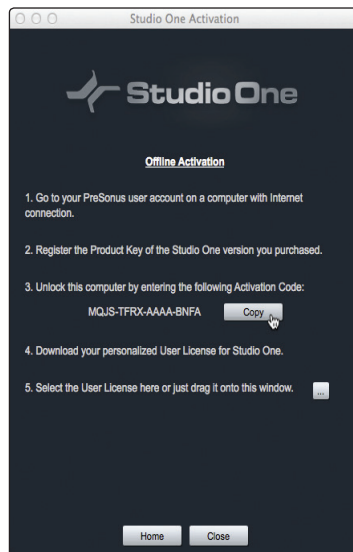 Studio One Activation
Studio One
Offline Activation
1. Go to your PreSonus user account on a computer with Internet
connection.
2. Register the Product Key of the Studio One version you purchased.
3. Unlock this computer by entering the following Activation Code:
MQJS-TFRX-AAAA-BNFA Copy
4. Download your personalized User License for Studio One.
5. Select the User License here or just drag it onto this window. ...
Home Close